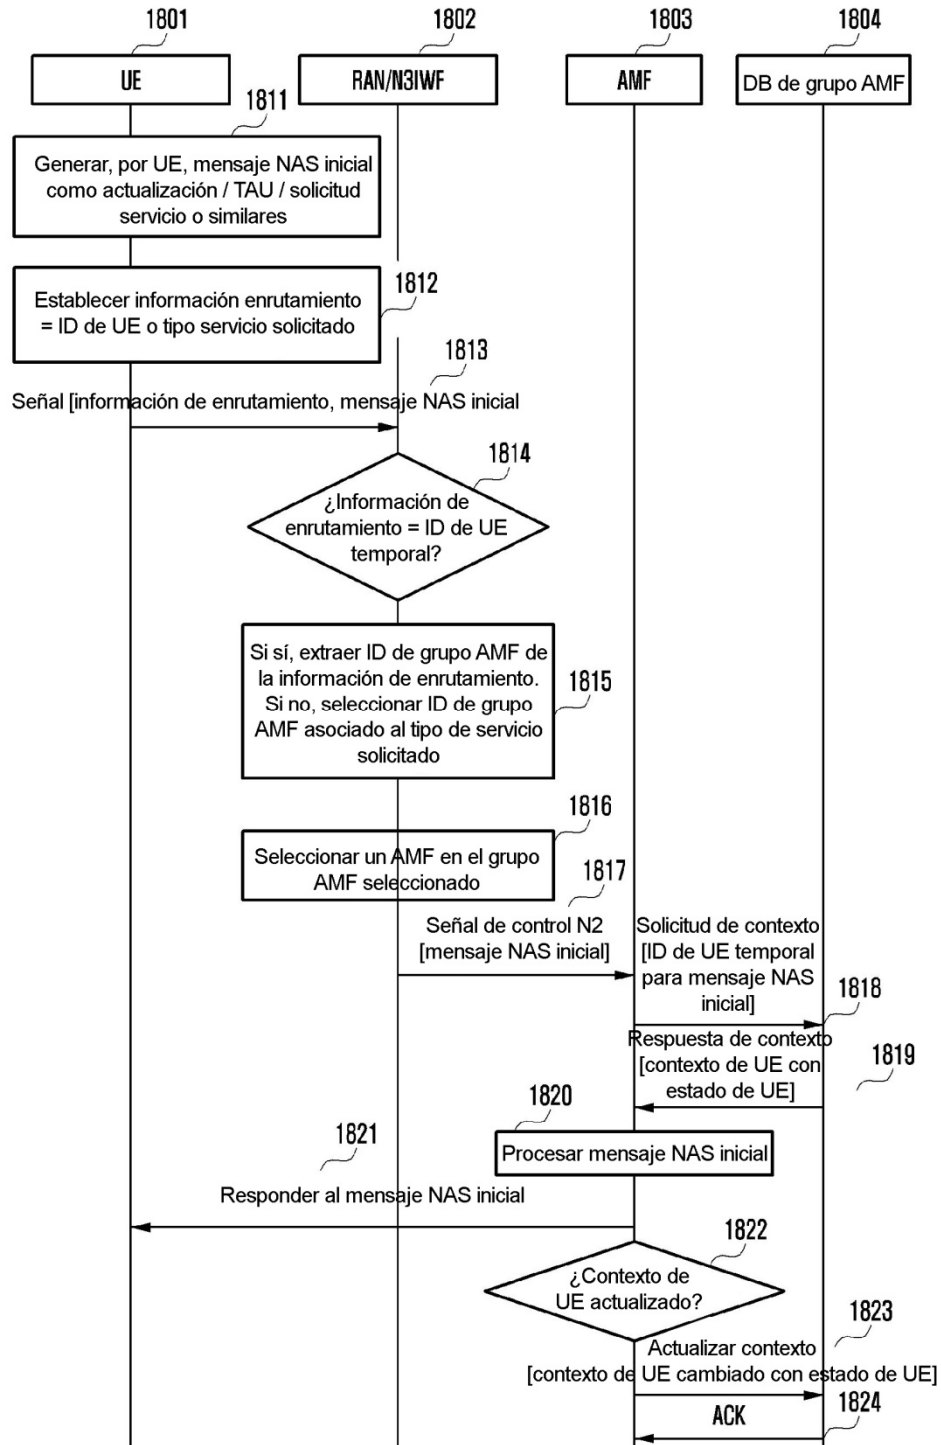 1801
1802
1803
1804
UE
RAN/N3IWF
AMF
DB de grupo AMF
1811
Generar, por UE, mensaje NAS inicial
como actualización / TAU / solicitud
servicio o similares
1812
Establecer información enrutamiento
= ID de UE o tipo servicio solicitado
1813
Señal [información de enrutamiento, mensaje NAS inicial
1814
¿Información de
enrutamiento = ID de UE
temporal?
Si sí, extraer ID de grupo AMF de
la información de enrutamiento.
Si no, seleccionar ID de grupo
AMF asociado al tipo de servicio
solicitado
1815
1816
Seleccionar un AMF en el grupo
AMF seleccionado
1817
Señal de control N2
[mensaje NAS inicial]
Solicitud de contexto
[ID de UE temporal
para mensaje NAS
inicial]
1818
Respuesta de contexto
[contexto de UE con
estado de UE]
1819
1820
Procesar mensaje NAS inicial
1821
Responder al mensaje NAS inicial
1822
¿Contexto de
UE actualizado?
1823
Actualizar contexto
[contexto de UE cambiado con estado de UE]
ACK
1824